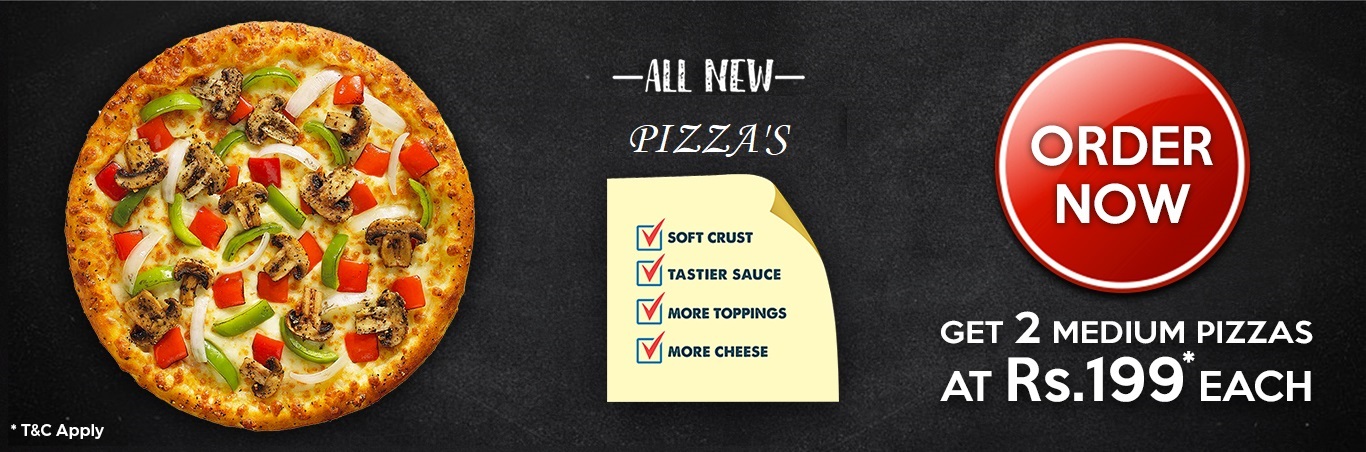 ALL NEW
PIZZA'S
SOFT CRUST
TASTIER SAUCE
MORE TOPPINGS
MORE CHEESE
ORDER
NOW
GET 2 MEDIUM PIZZAS
AT Rs.199* EACH
* T&C Apply